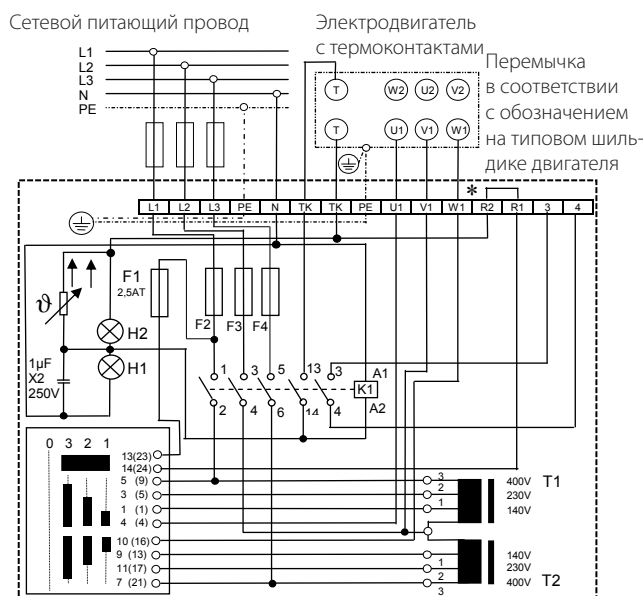 Сетевой питающий провод
Электродвигатель
с термоконтактами
Перемычка
в соответствии
с обозначением
на типовом шиль-
дике двигателя
L1
L2
L3
N
PE
T W2 U2 V2
T U1 V1 W1
*
L1 L2 L3 PE N TK TK PE U1 V1 W1 R2 R1 3 4
F1
2,5AT
F2 F3 F4
ϑ
H2
H1
1µF
X2
250V
1 3 5 13 3
A1
K1
A2
2 4 6 14 4
0 3 2 1
13(23)
14(24)
5 (9)
3 (5)
1 (1)
4 (4)
10 (16)
9 (13)
11(17)
7 (21)
3 400V T1
2 230V
1 140V
140V
1 230V
2 400V T2
3